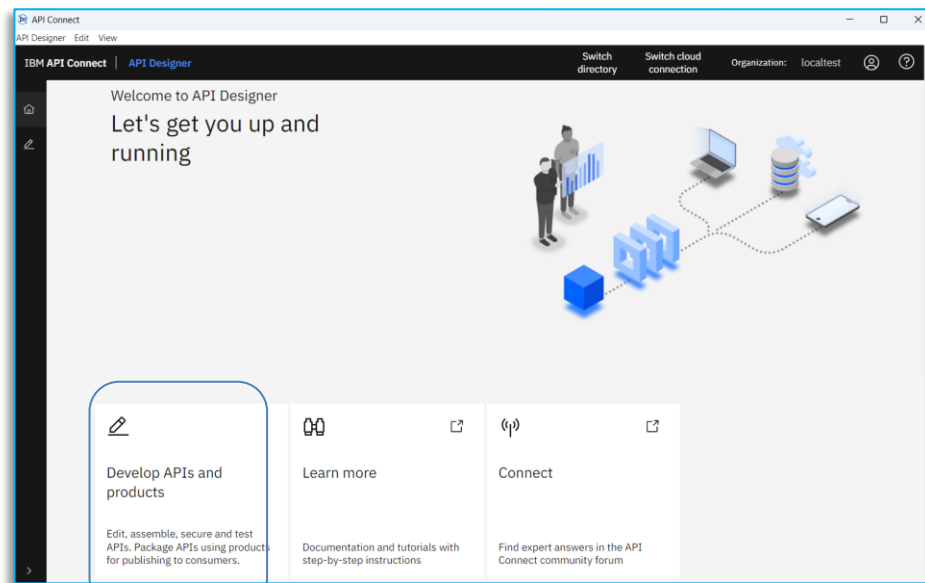 API Connect
API Designer Edit View
IBM API Connect | API Designer
Switch directory
Switch cloud connection
Organization: localtest
Welcome to API Designer
Let's get you up and
running
Develop APIs and
products
Edit, assemble, secure and test
APIs. Package APIs using products
for publishing to consumers.
Learn more
Documentation and tutorials with
step-by-step instructions
Connect
Find expert answers in the API
Connect community forum